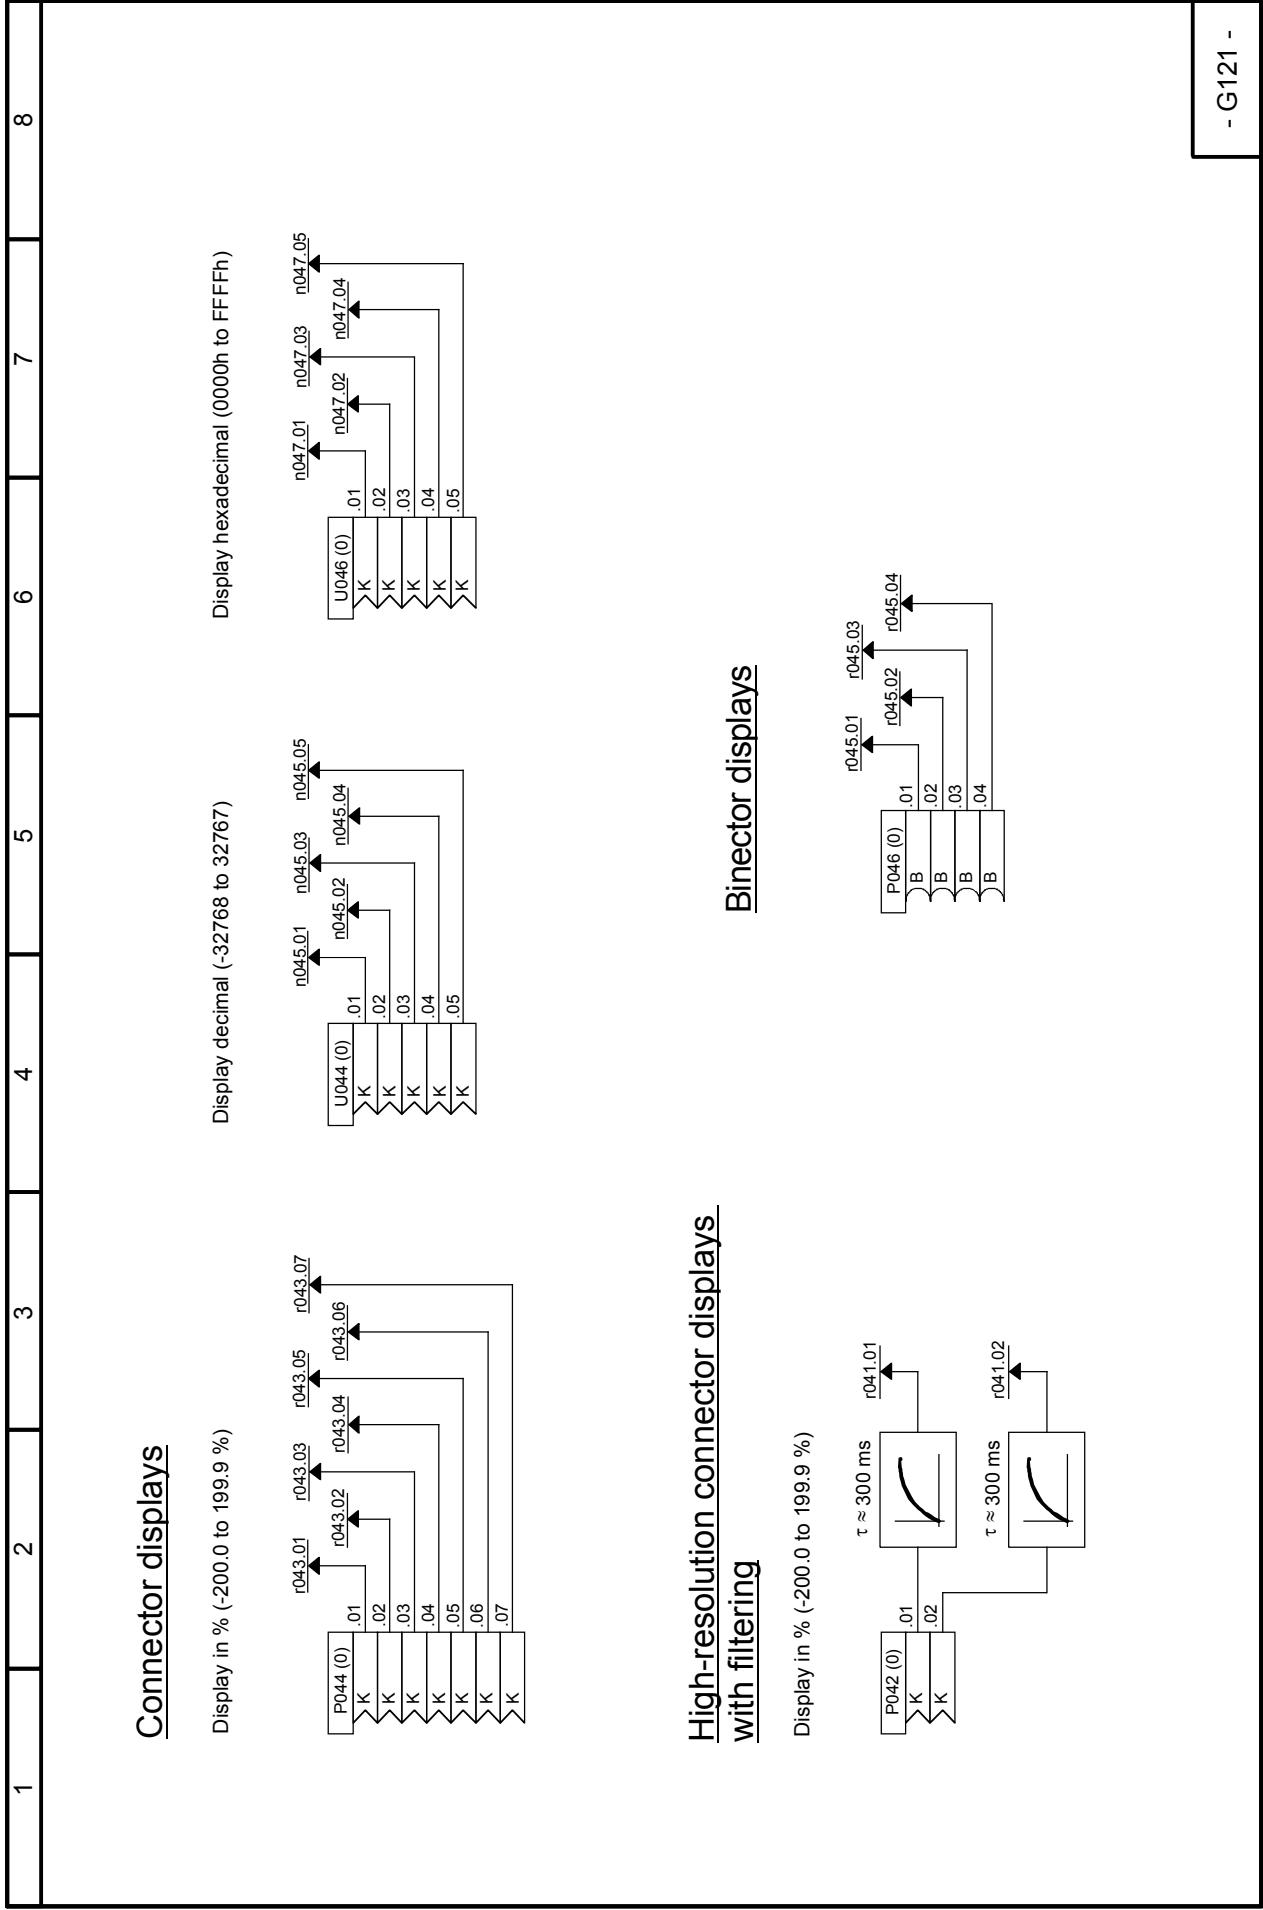 1
2
3
4
5
6
7
8
Connector displays
Display in % (-200.0 to 199.9 %)
r043.01
r043.03
r043.05
r043.07
r043.02
r043.04
r043.06
P044 (0)
K .01
K .02
K .03
K .04
K .05
K .06
K .07
Display decimal (-32768 to 32767)
n045.01
n045.03
n045.05
n045.02
n045.04
U044 (0)
K .01
K .02
K .03
K .04
K .05
Display hexadecimal (0000h to FFFFh)
n047.01
n047.03
n047.05
n047.02
n047.04
U046 (0)
K .01
K .02
K .03
K .04
K .05
High-resolution connector displays
with filtering
Display in % (-200.0 to 199.9 %)
τ ≈ 300 ms
r041.01
P042 (0)
K .01
K .02
τ ≈ 300 ms
r041.02
Binector displays
r045.01
r045.03
r045.02
r045.04
P046 (0)
B .01
B .02
B .03
B .04
- G121 -